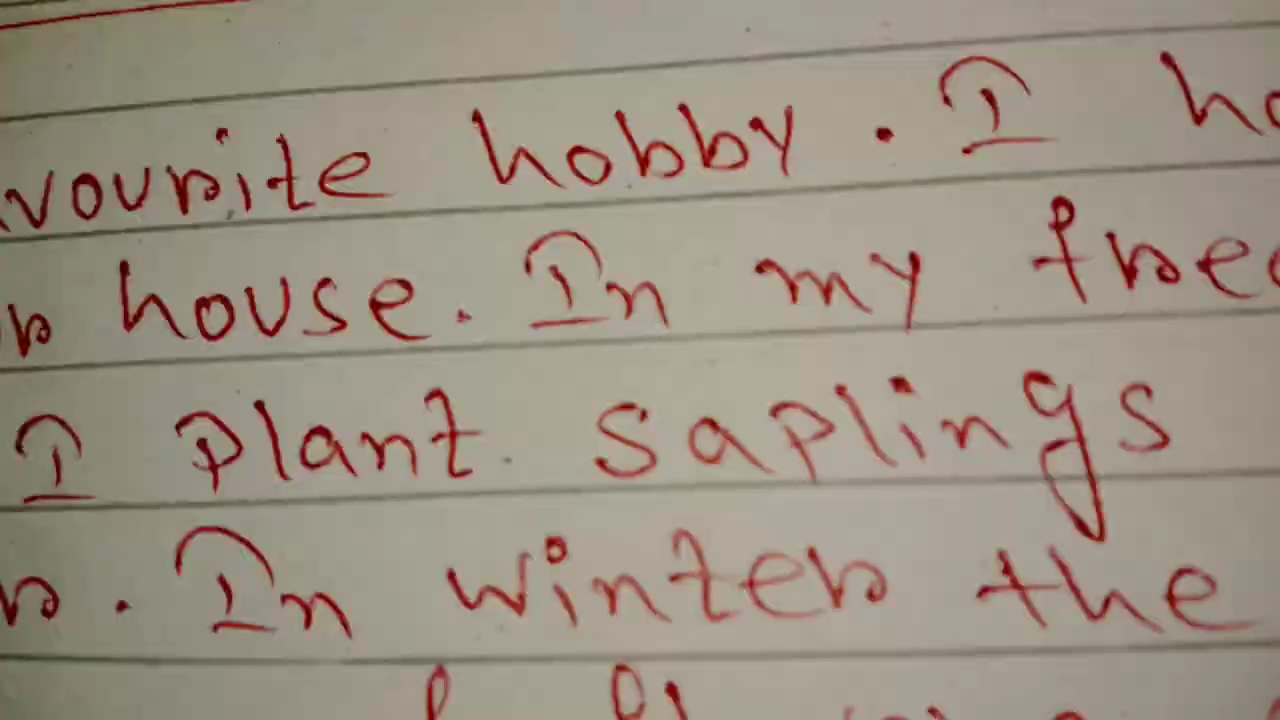 vourite hobby. I
house. In my free
I plant saplings
. In winter the